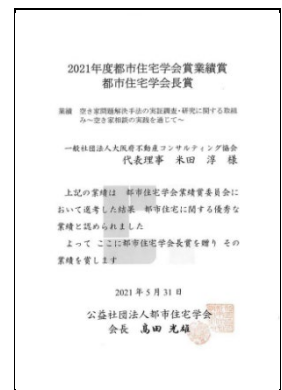 2021年度都市住宅学会賞業績賞
都市住宅学会長賞
業績 空き家問題解決手法の実証調査・研究に関する取組
み～空き家相談の実践を通じて～
一般社団法人大阪府不動産コンサルティング協会
代表理事 米田 淳 様
上記の業績は 都市住宅学会業績賞委員会に
おいて選考した結果 都市住宅に関する優秀な
業績と認められました
よって ここに都市住宅学会長賞を贈り その
業績を賞します
2021年5月31日
公益社団法人都市住宅学会
会長 島田 光雄